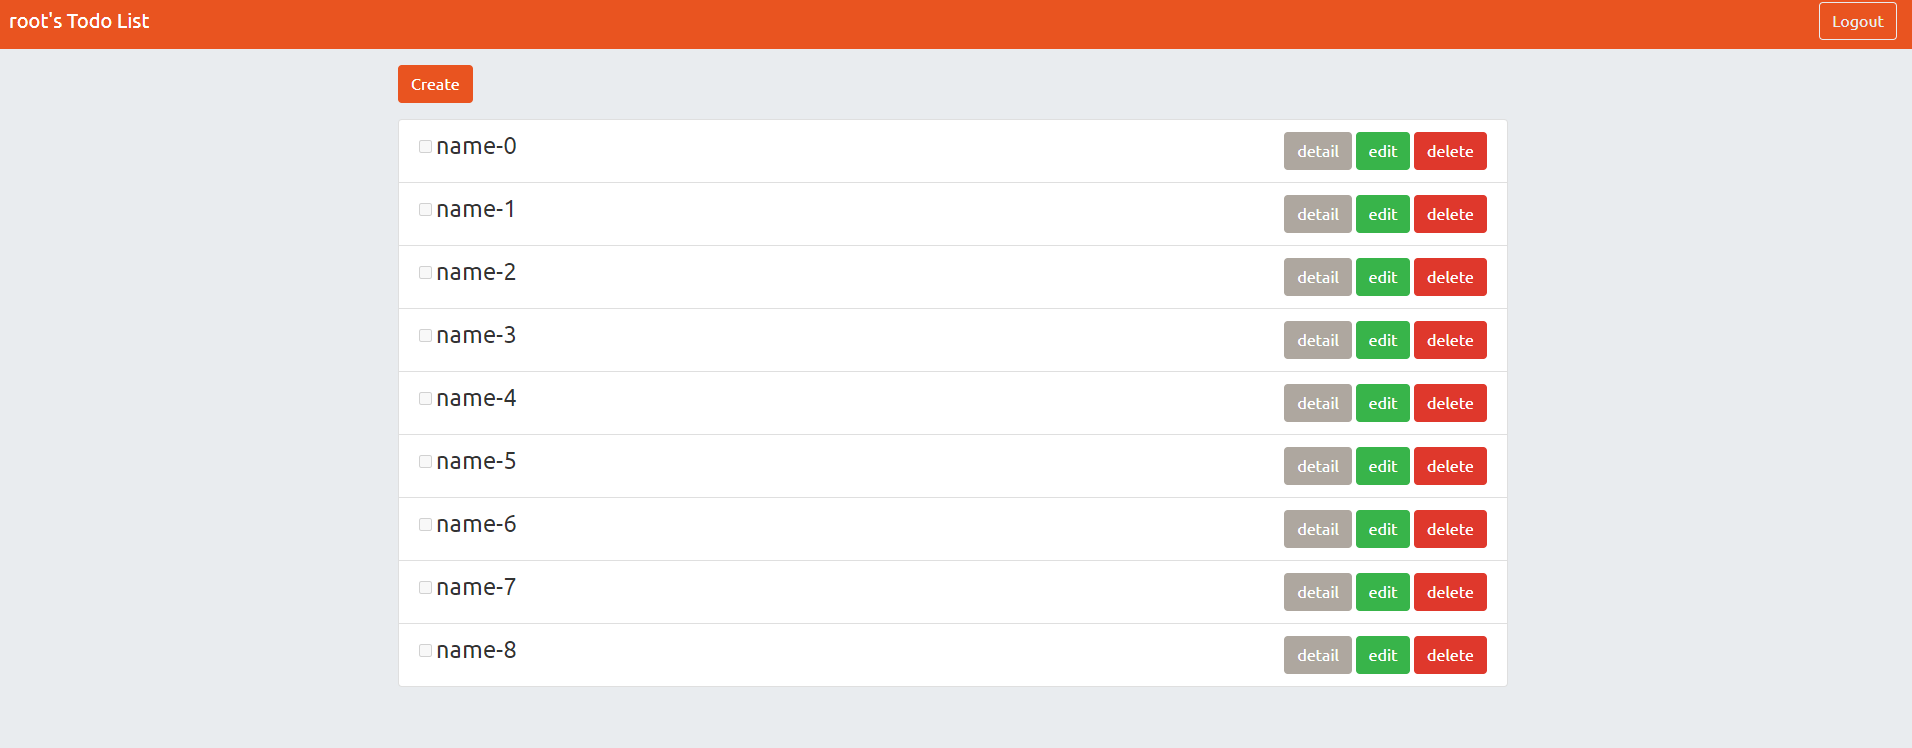 root's Todo List Logout
Create
name-0 detail edit delete
name-1 detail edit delete
name-2 detail edit delete
name-3 detail edit delete
name-4 detail edit delete
name-5 detail edit delete
name-6 detail edit delete
name-7 detail edit delete
name-8 detail edit delete